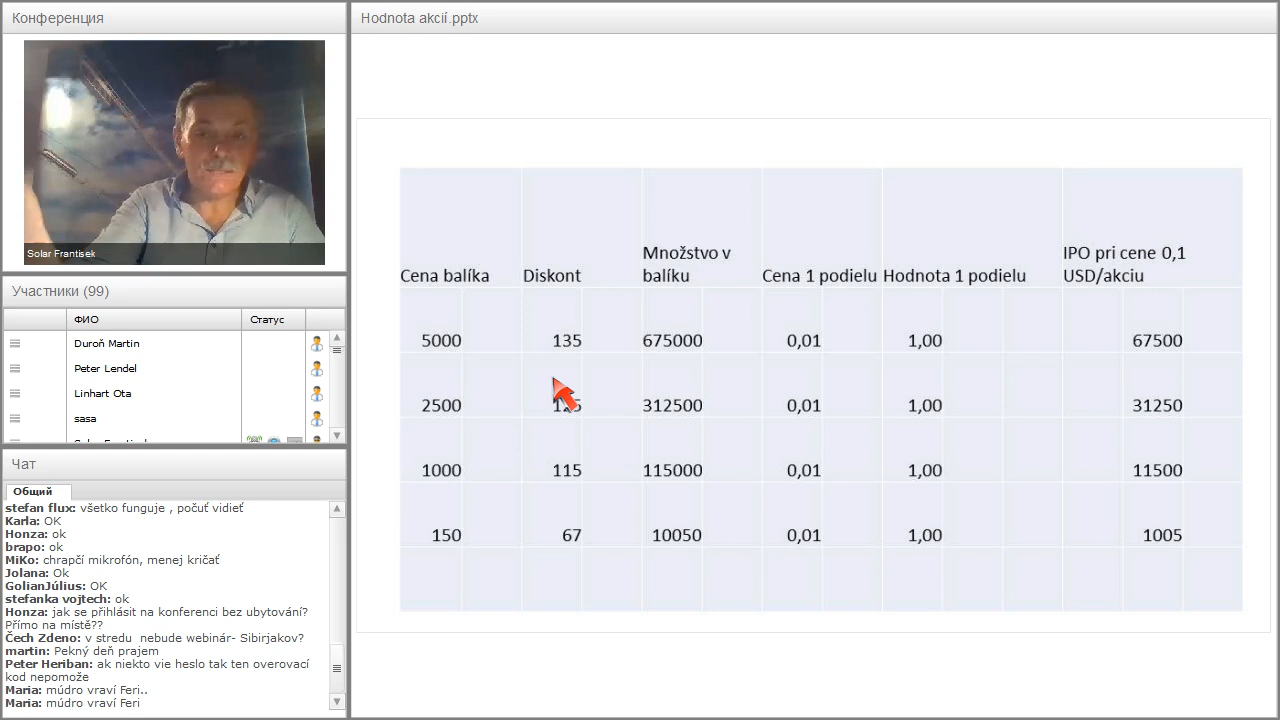 Конференция
Solar Frantisek
Участники (99)
ФИО
Статус
Duroň Martin
Peter Lendel
Linhart Ota
sasa
Чат
Общий
stefan flux: všetko funguje , počuť vidieť
Karla: OK
Honza: ok
brapo: ok
MiKo: chrapčí mikrofón, menej kričať
Jolana: Ok
GolianJúlius: OK
stefanka vojtech: ok
Honza: jak se přihlásit na konferenci bez ubytování?
Přímo na místě??
Čech Zdeno: v stredu nebude webinár- Sibirjakov?
martin: Pekný deň prajem
Peter Heriban: ak niekto vie heslo tak ten overovací
kod nepomože
Maria: múdro vraví Feri..
Maria: múdro vraví Feri
Hodnota akcií.pptx
Cena balíka Diskont Množstvo v balíku Cena 1 podielu Hodnota 1 podielu IPO pri cene 0,1 USD/akciu
5000 135 675000 0,01 1,00 67500
2500 125 312500 0,01 1,00 31250
1000 115 115000 0,01 1,00 11500
150 67 10050 0,01 1,00 1005